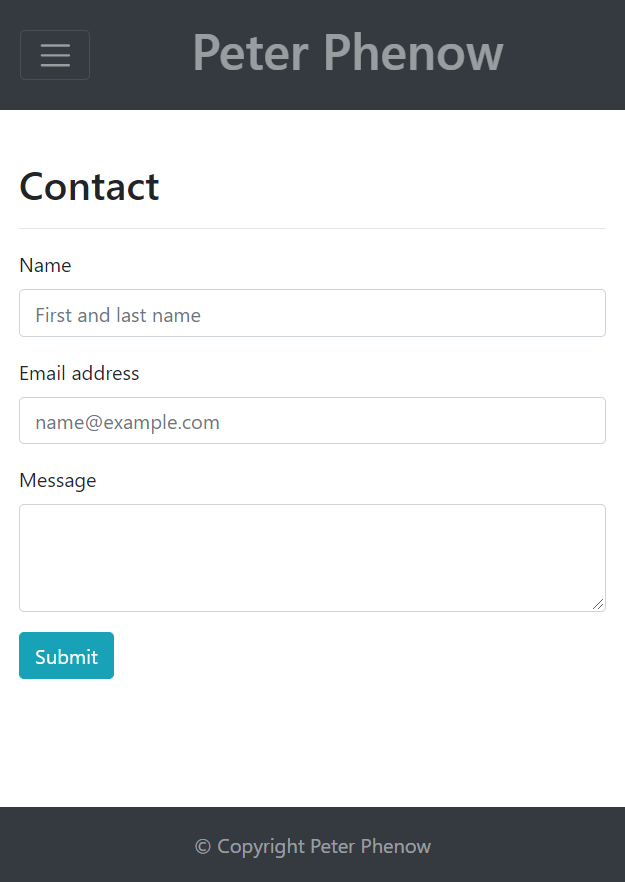 Peter Phenow
Contact
Name
First and last name
Email address
name@example.com
Message
Submit
© Copyright Peter Phenow